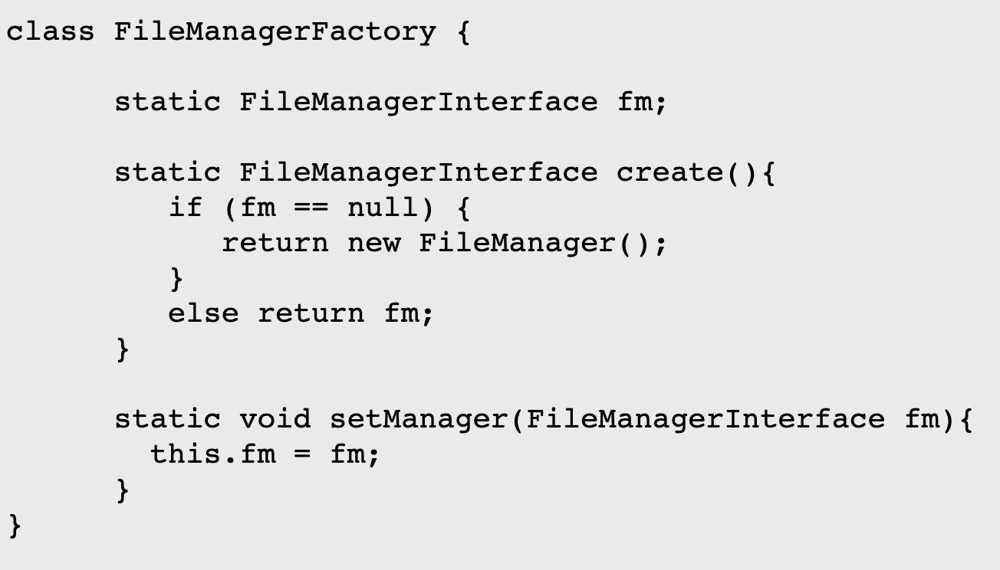 class FileManagerFactory {
static FileManagerInterface fm;
static FileManagerInterface create(){
if (fm == null) {
return new FileManager();
}
else return fm;
}
static void setManager(FileManagerInterface fm){
this.fm = fm;
}
}